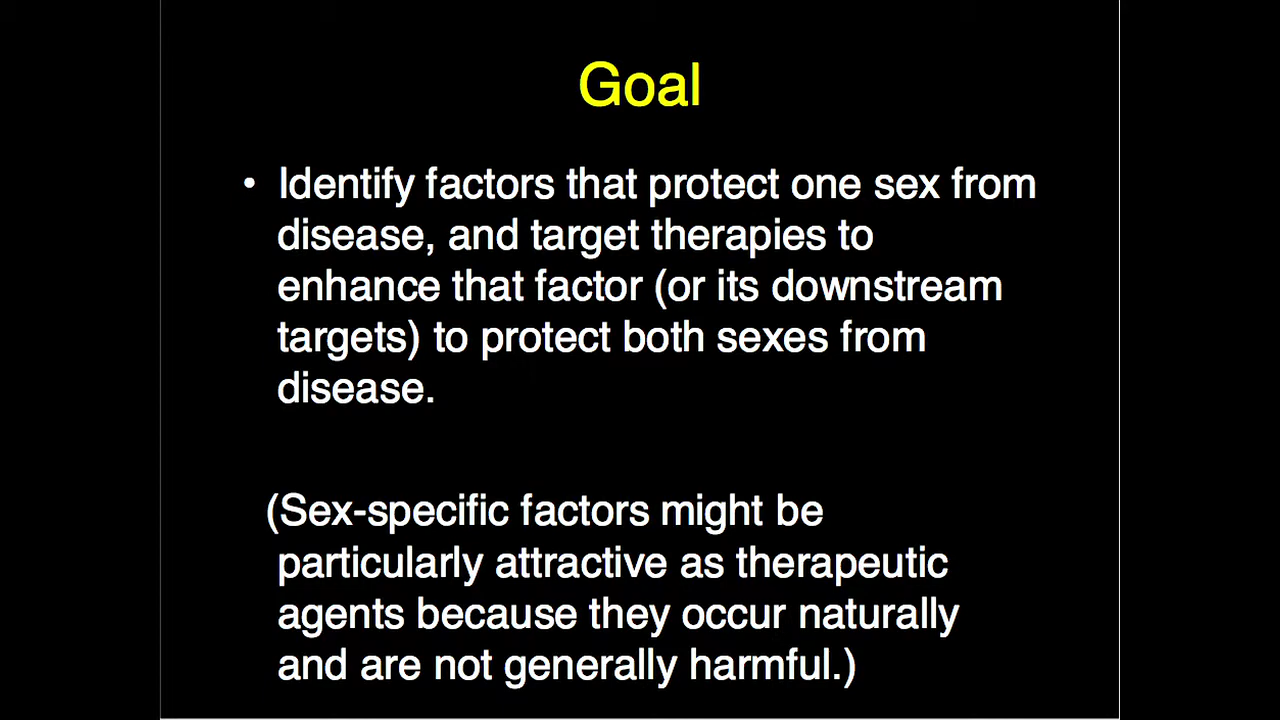 Goal
• Identify factors that protect one sex from
disease, and target therapies to
enhance that factor (or its downstream
targets) to protect both sexes from
disease.
(Sex-specific factors might be
particularly attractive as therapeutic
agents because they occur naturally
and are not generally harmful.)